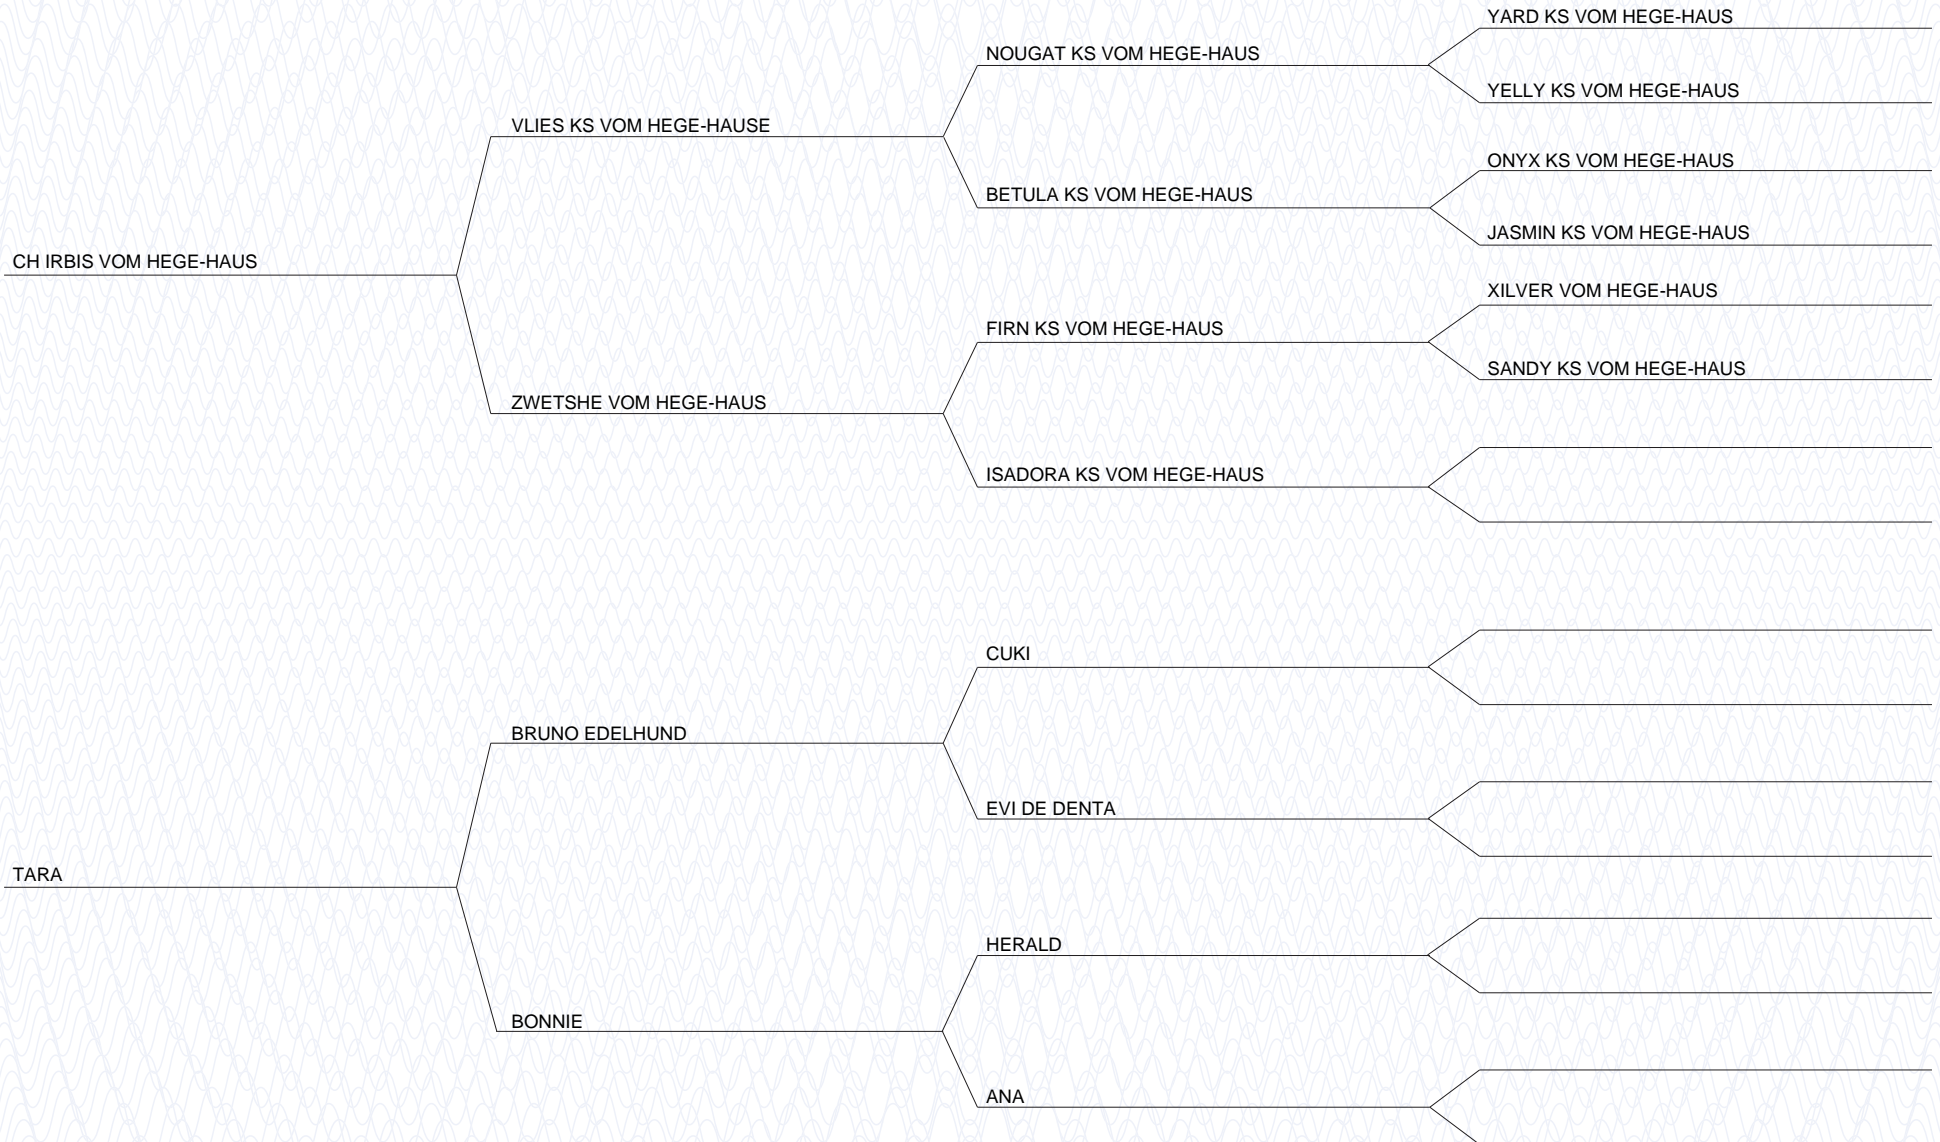 YARD KS VOM HEGE-HAUS
NOUGAT KS VOM HEGE-HAUS
YELLY KS VOM HEGE-HAUS
VLIES KS VOM HEGE-HAUSE
ONYX KS VOM HEGE-HAUS
BETULA KS VOM HEGE-HAUS
JASMIN KS VOM HEGE-HAUS
CH IRBIS VOM HEGE-HAUS
XILVER VOM HEGE-HAUS
FIRN KS VOM HEGE-HAUS
SANDY KS VOM HEGE-HAUS
ZWETSHE VOM HEGE-HAUS
ISADORA KS VOM HEGE-HAUS
CUKI
BRUNO EDELHUND
EVI DE DENTA
TARA
HERALD
BONNIE
ANA